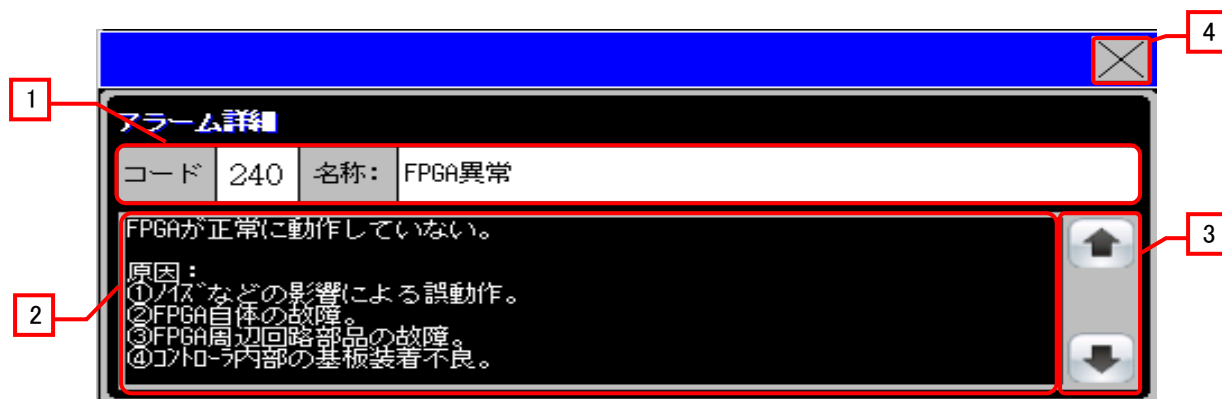 4
1
アラーム詳細
コード 240 名称: FPGA異常
FPGAが正常に動作していない。
3
原因:
2
①ノイズなどの影響による誤動作。
②FPGA自体の故障。
③FPGA周辺回路部品の故障。
④コントローラ内部の基板装着不良。